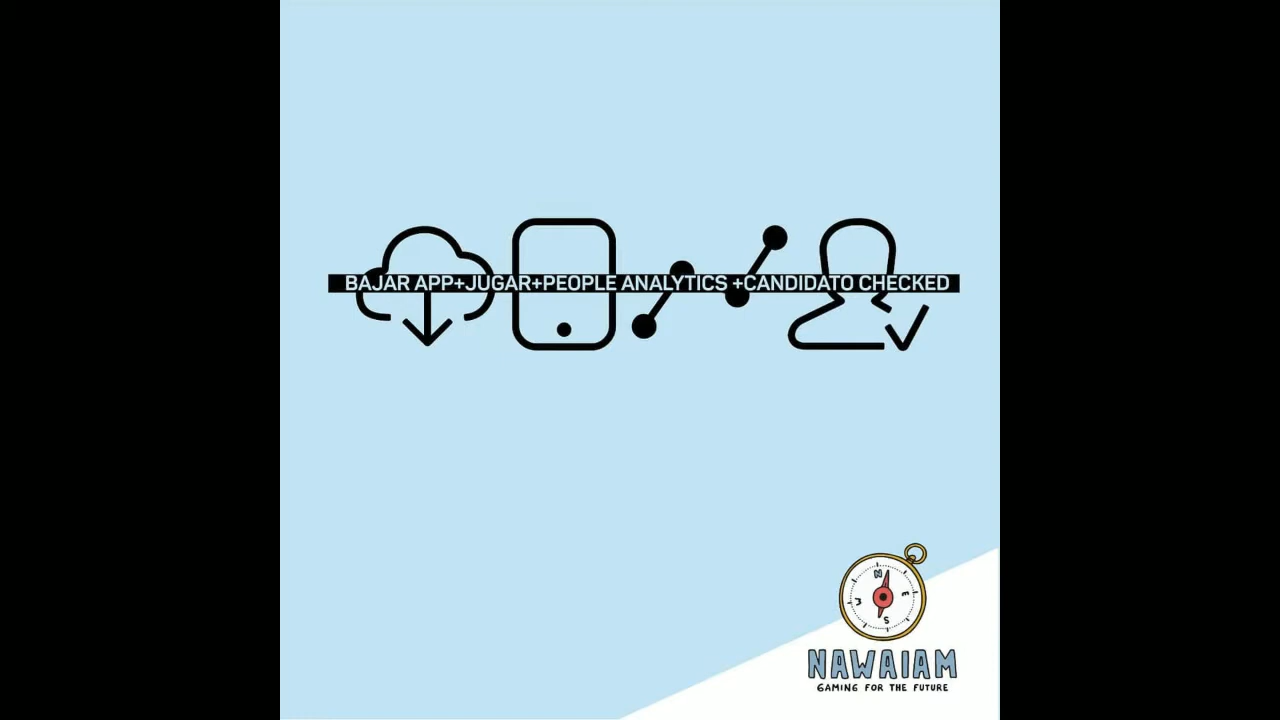 BAJAR APP+JUGAR+PEOPLE ANALYTICS +CANDIDATO CHECKED
N
E
S
W
NAWAIAM
GAMING FOR THE FUTURE